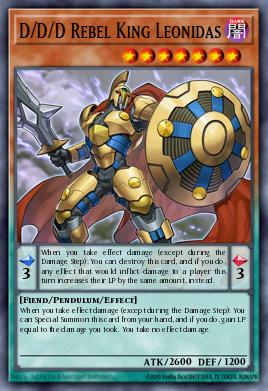 D/D/D Rebel King Leonidas
DARK
闇
When you take effect damage (except during the
Damage Step): You can destroy this card, and if you do,
any effect that would inflict damage to a player this
turn increases their LP by the same amount, instead.
3
3
[Fiend/Pendulum/Effect]
When you take effect damage (except during the Damage Step): You
can Special Summon this card from your hand, and if you do, gain LP
equal to the damage you took. You take no effect damage.
ATK/2600 DEF/1200